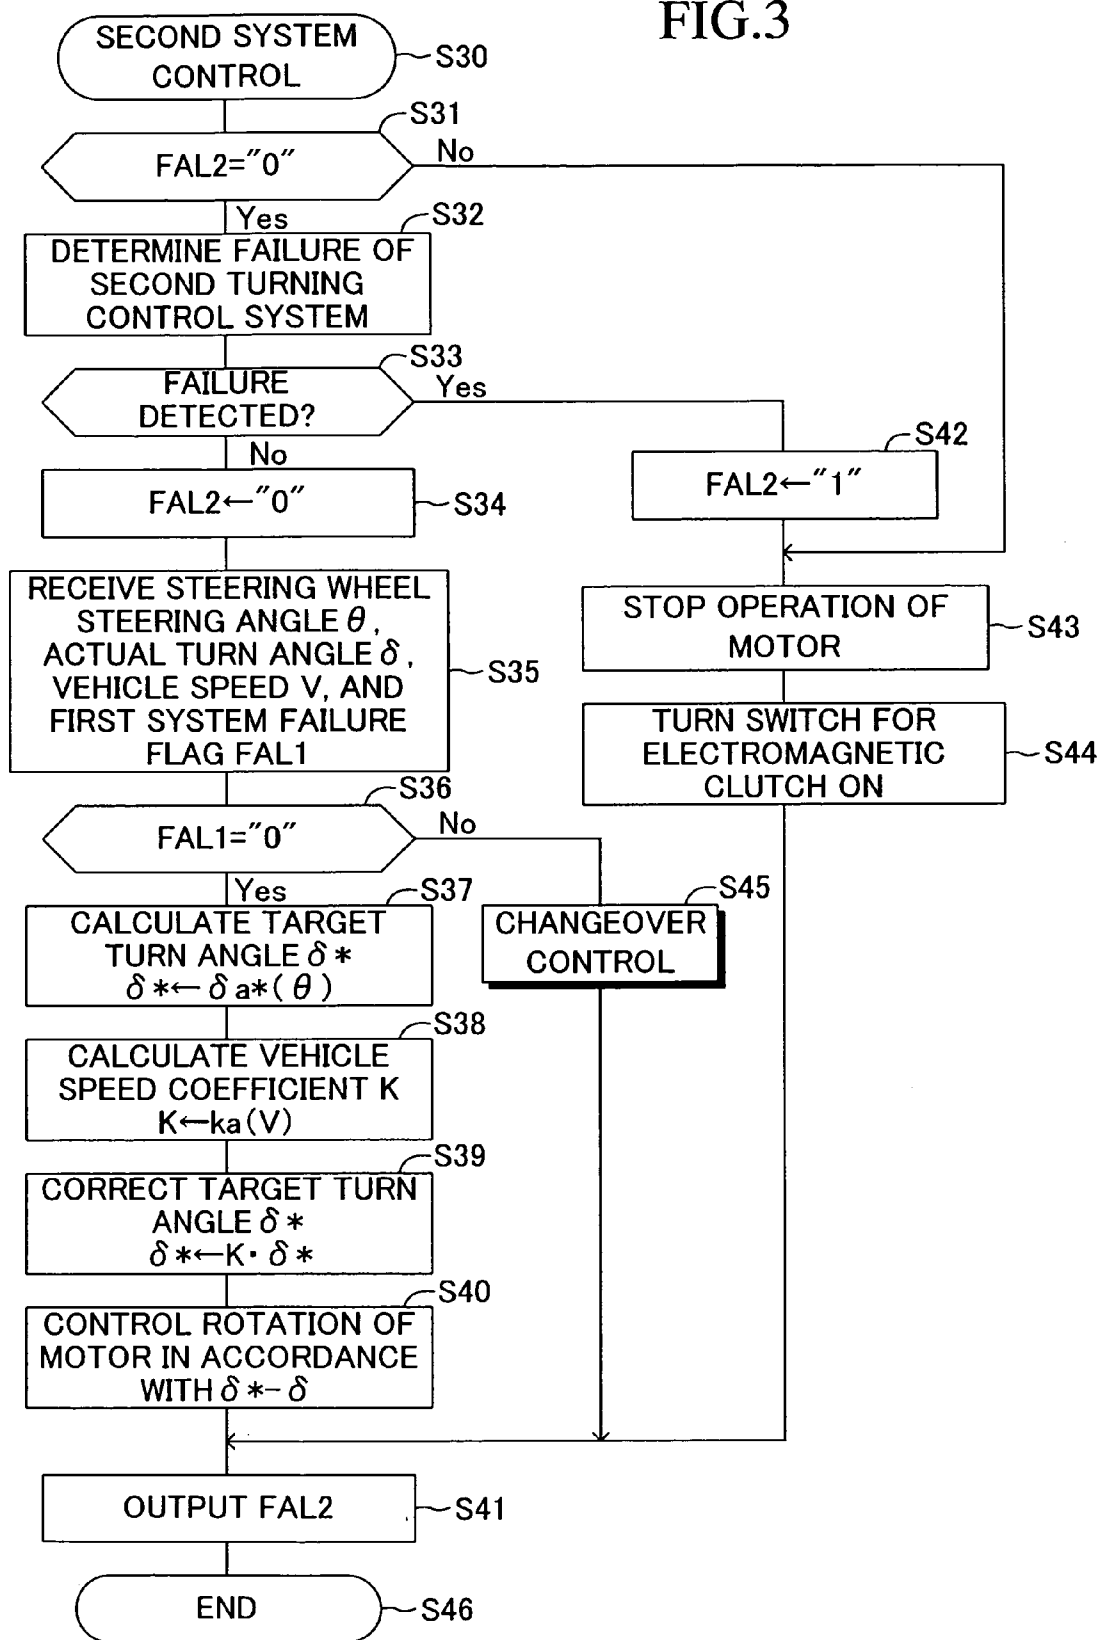 FIG.3
SECOND SYSTEM
CONTROL
S30
S31
FAL2="0"
No
Yes
S32
DETERMINE FAILURE OF
SECOND TURNING
CONTROL SYSTEM
S33
FAILURE
DETECTED?
Yes
No
S42
FAL2←"1"
FAL2←"0"
S34
RECEIVE STEERING WHEEL
STEERING ANGLE θ,
ACTUAL TURN ANGLE δ,
VEHICLE SPEED V, AND
FIRST SYSTEM FAILURE
FLAG FAL1
S35
STOP OPERATION OF
MOTOR
S43
TURN SWITCH FOR
ELECTROMAGNETIC
CLUTCH ON
S44
S36
FAL1="0"
No
Yes
S37
CALCULATE TARGET
TURN ANGLE δ*
δ*← δa*(θ)
S45
CHANGEOVER
CONTROL
S38
CALCULATE VEHICLE
SPEED COEFFICIENT K
K←ka(V)
S39
CORRECT TARGET TURN
ANGLE δ*
δ*←K· δ*
S40
CONTROL ROTATION OF
MOTOR IN ACCORDANCE
WITH δ*-δ
OUTPUT FAL2
S41
END
S46